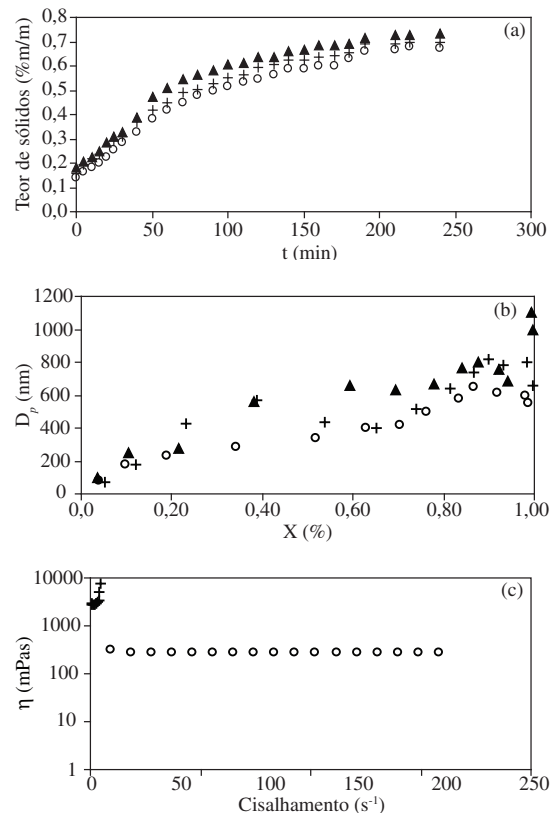 (a)
Teor de sólidos (%m/m)
0,8
0,7
0,6
0,5
0,4
0,3
0,2
0,1
0,0
0 50 100 150 200 250 300
t (min)
(b)
Dp (nm)
1200
1000
800
600
400
200
0
0,0 0,20 0,40 0,60 0,80 1,00
X (%)
(c)
η (mPas)
10000
1000
100
10
1
0 50 100 150 200 250
Cisalhamento (s-1)